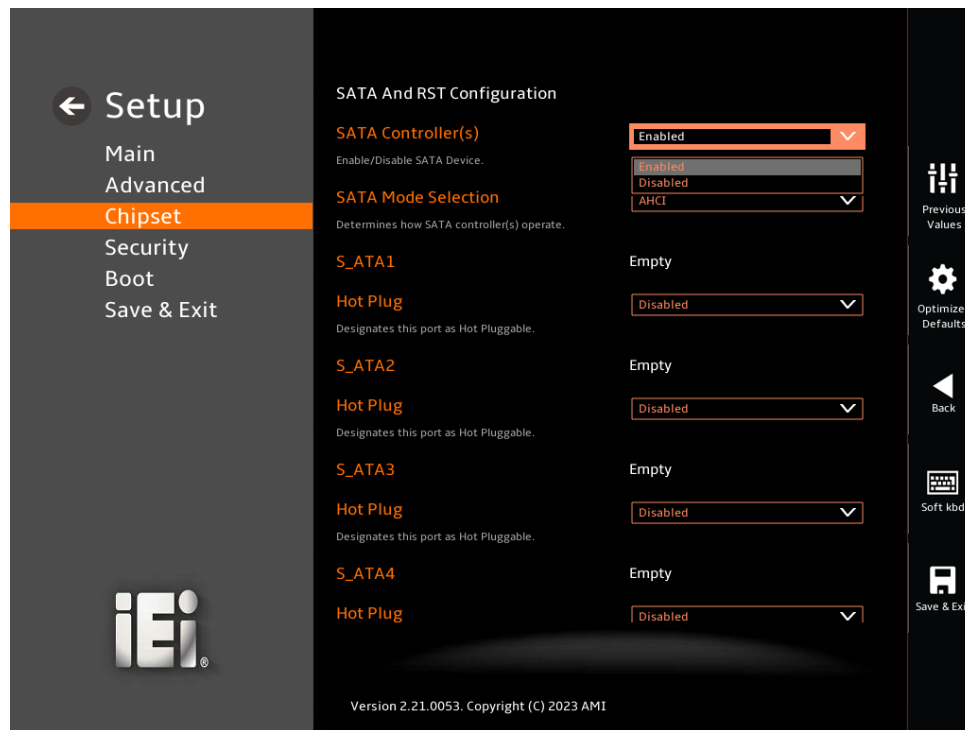 Setup
Main
Advanced
Chipset
Security
Boot
Save & Exit
iEi®
SATA And RST Configuration
SATA Controller(s)
Enabled
Enable/Disable SATA Device.
Enabled
Disabled
SATA Mode Selection
AHCI
Determines how SATA controller(s) operate.
S_ATA1
Empty
Hot Plug
Disabled
Designates this port as Hot Pluggable.
S_ATA2
Empty
Hot Plug
Disabled
Designates this port as Hot Pluggable.
S_ATA3
Empty
Hot Plug
Disabled
Designates this port as Hot Pluggable.
S_ATA4
Empty
Hot Plug
Disabled
Version 2.21.0053. Copyright (C) 2023 AMI
Previous
Values
Optimize
Defaults
Back
Soft kbd
Save & Exi